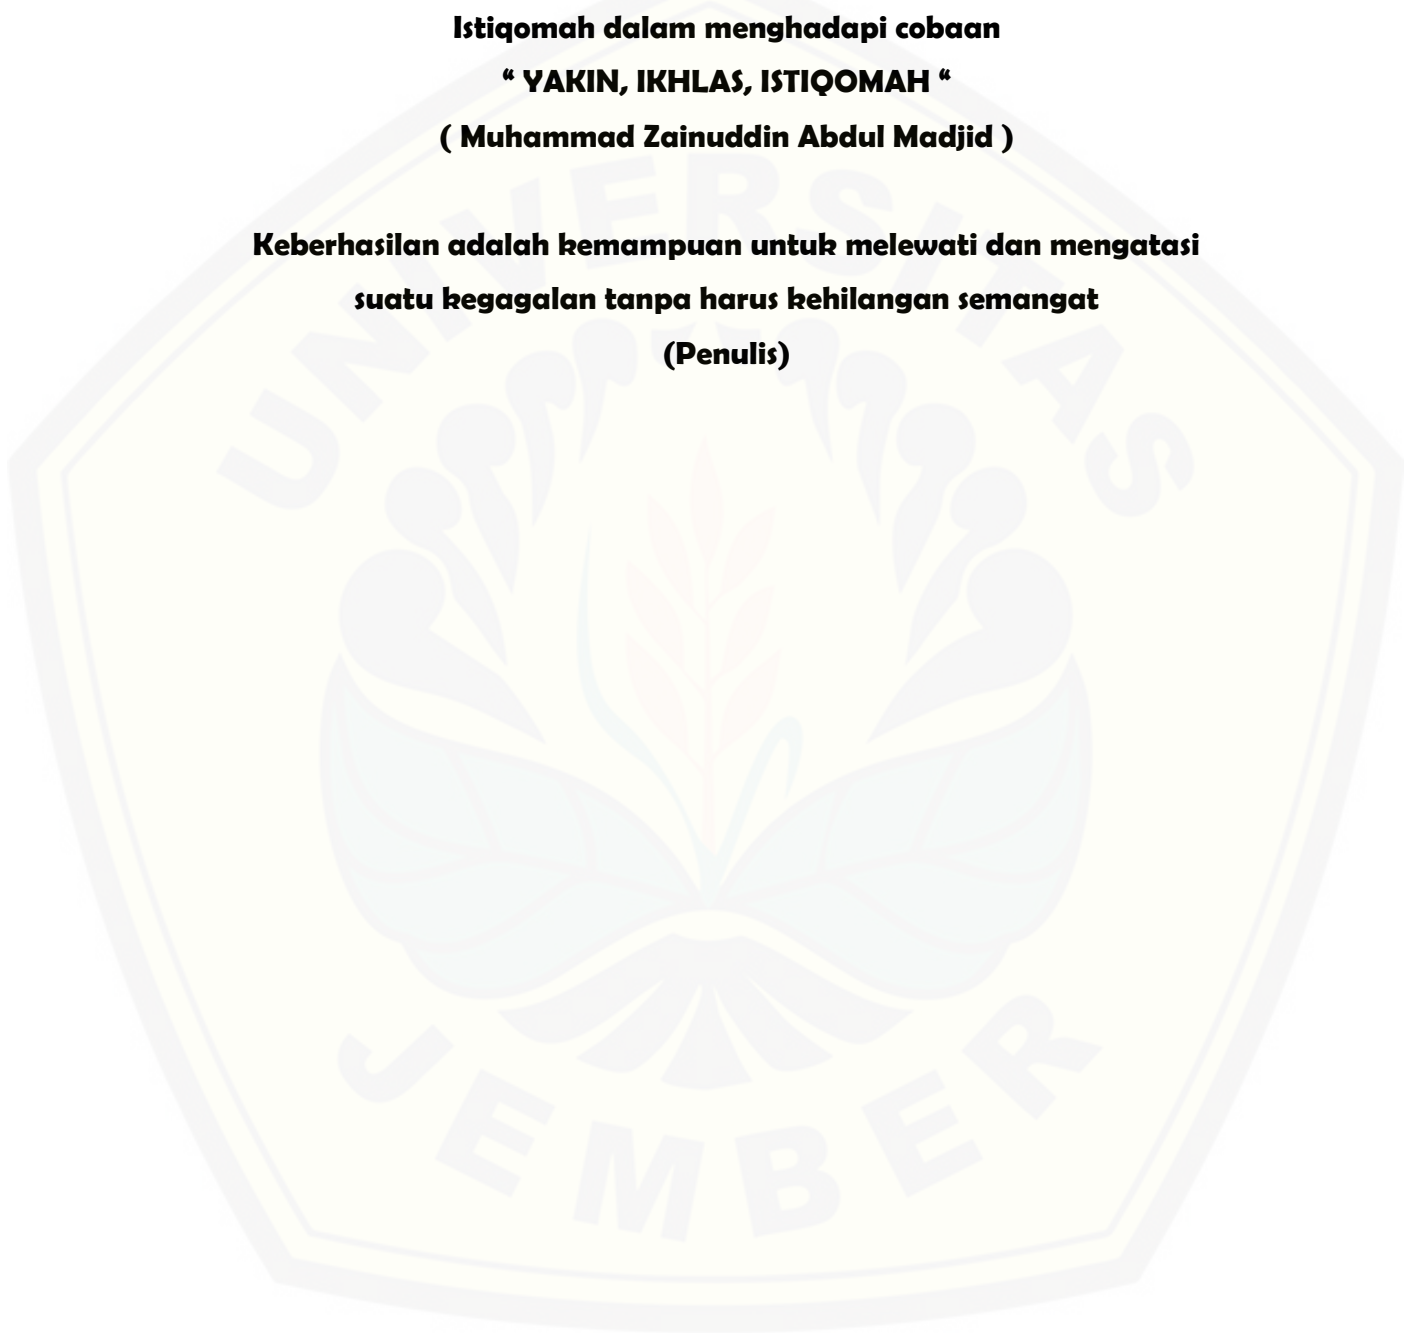 Istiqomah dalam menghadapi cobaan
“ YAKIN, IKHLAS, ISTIQOMAH “
( Muhammad Zainuddin Abdul Madjid )
Keberhasilan adalah kemampuan untuk melewati dan mengatasi
suatu kegagalan tanpa harus kehilangan semangat
(Penulis)
UNIVERSITAS
JEMBER